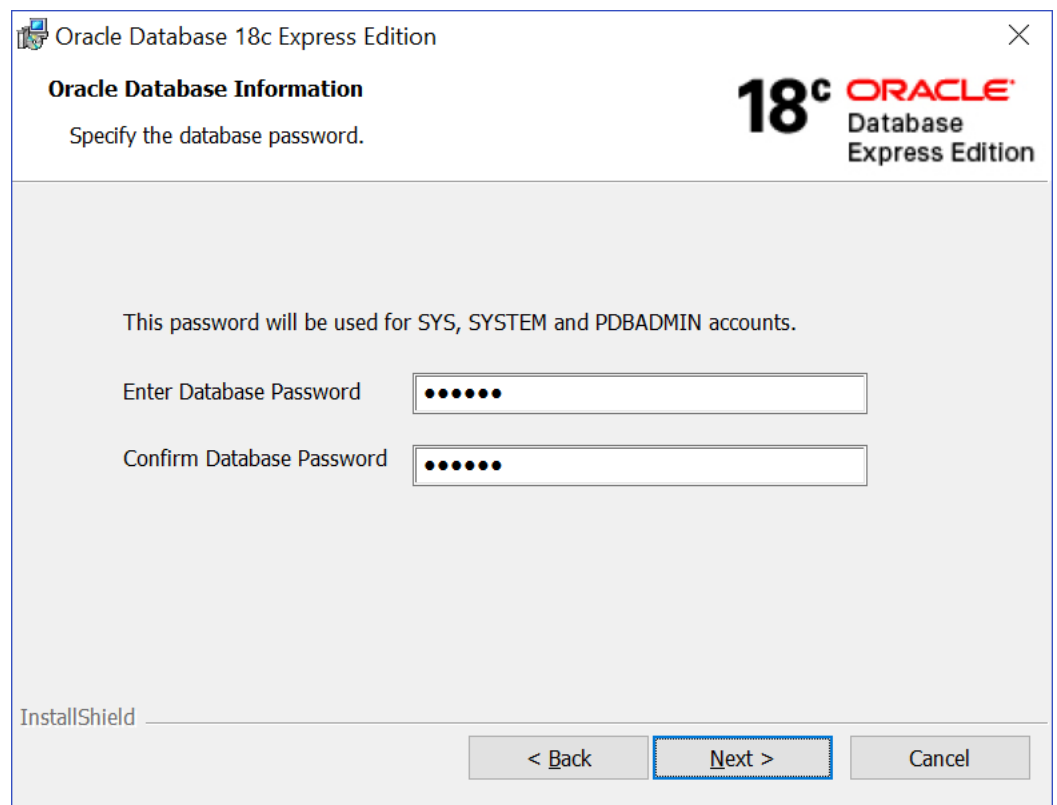 Oracle Database 18c Express Edition
Oracle Database Information
Specify the database password.
18c ORACLE
Database
Express Edition
This password will be used for SYS, SYSTEM and PDBADMIN accounts.
Enter Database Password ••••••
Confirm Database Password ••••••
InstallShield
< Back Next > Cancel